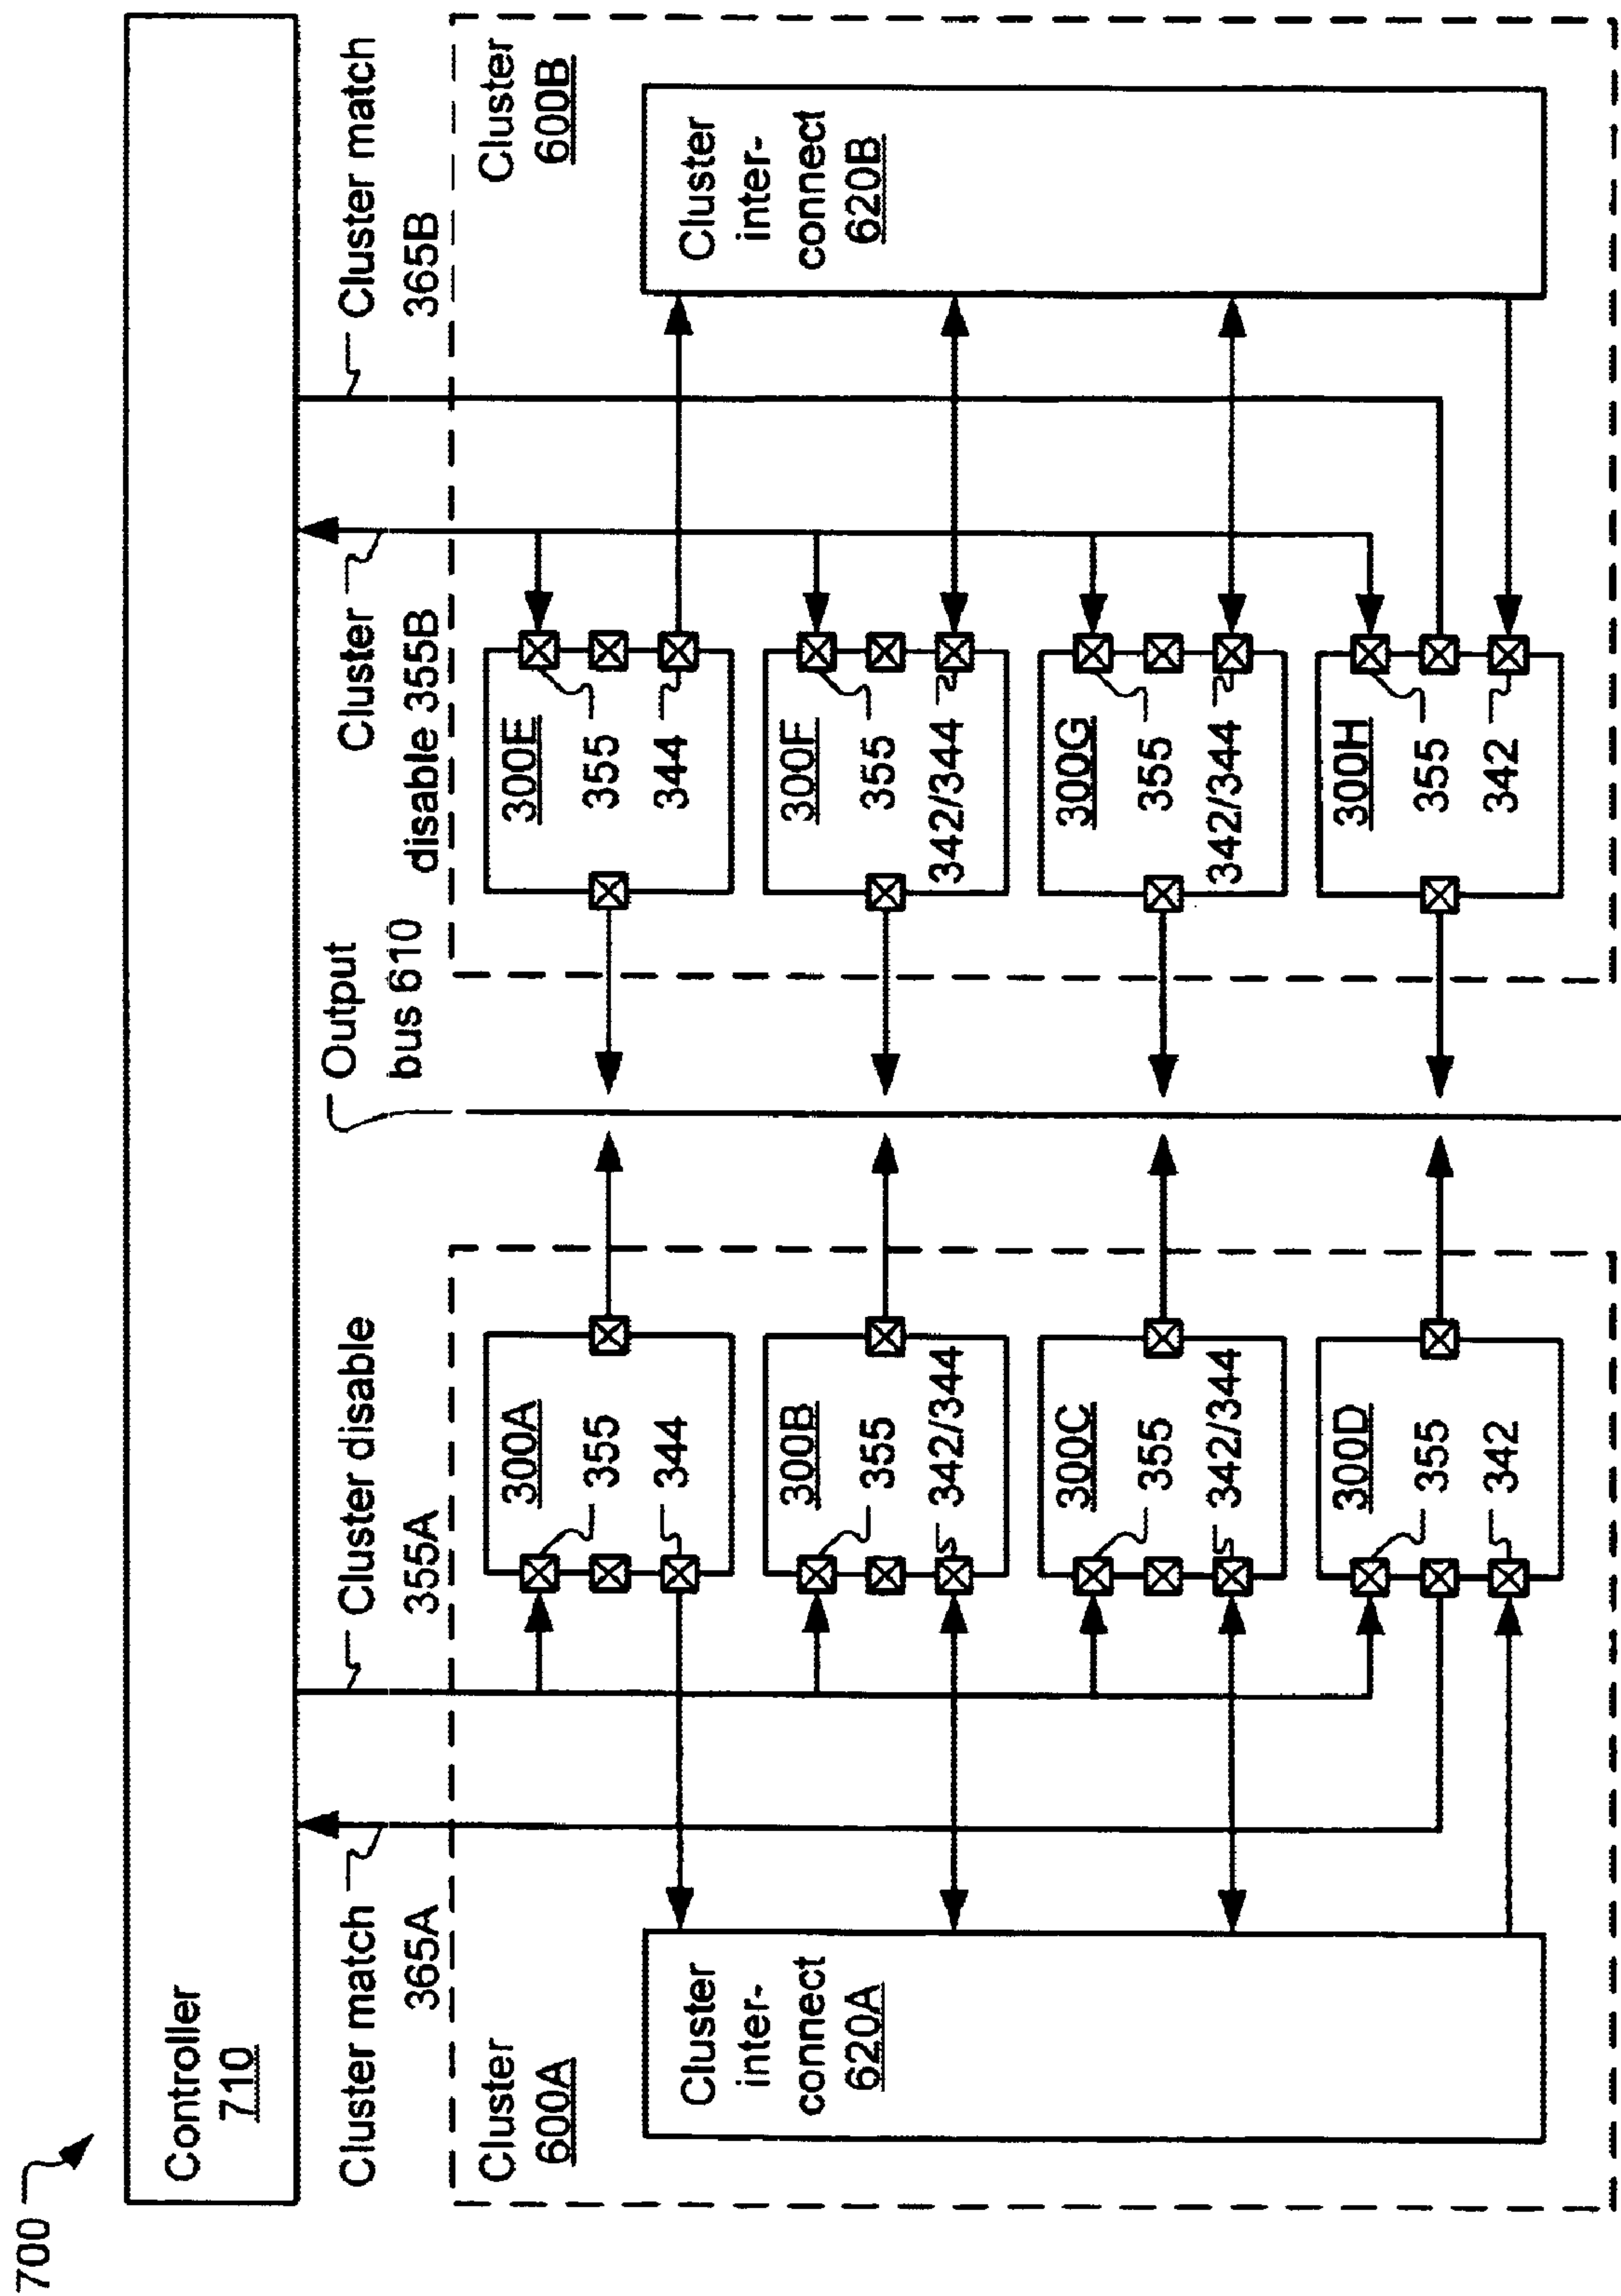 700
Controller
710
Cluster match
365A
Cluster disable
355A
Output
bus 610
Cluster
disable 355B
Cluster match
365B
Cluster
600A
Cluster
inter-
connect
620A
300A
355
344
300B
355
342/344
300C
355
342/344
300D
355
342
Cluster
600B
300E
355
344
300F
355
342/344
300G
355
342/344
300H
355
342
Cluster
inter-
connect
620B